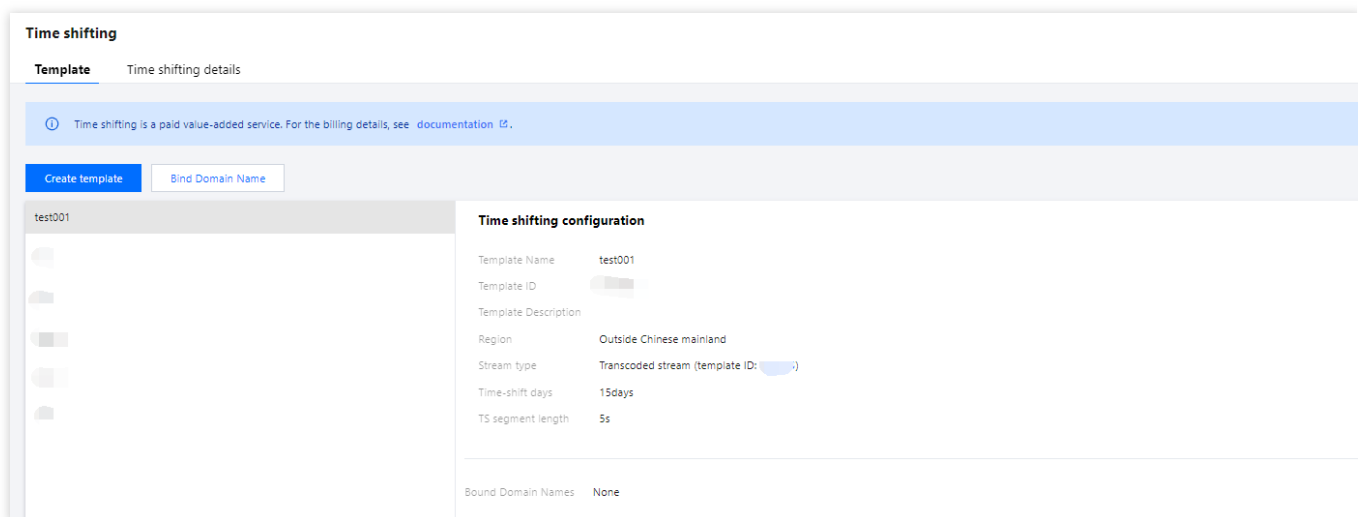 Time shifting
Template Time shifting details
Time shifting is a paid value-added service. For the billing details, see documentation.
Create template Bind Domain Name
test001
Time shifting configuration
Template Name test001
Template ID
Template Description
Region Outside Chinese mainland
Stream type Transcoded stream (template ID: )
Time-shift days 15days
TS segment length 5s
Bound Domain Names None